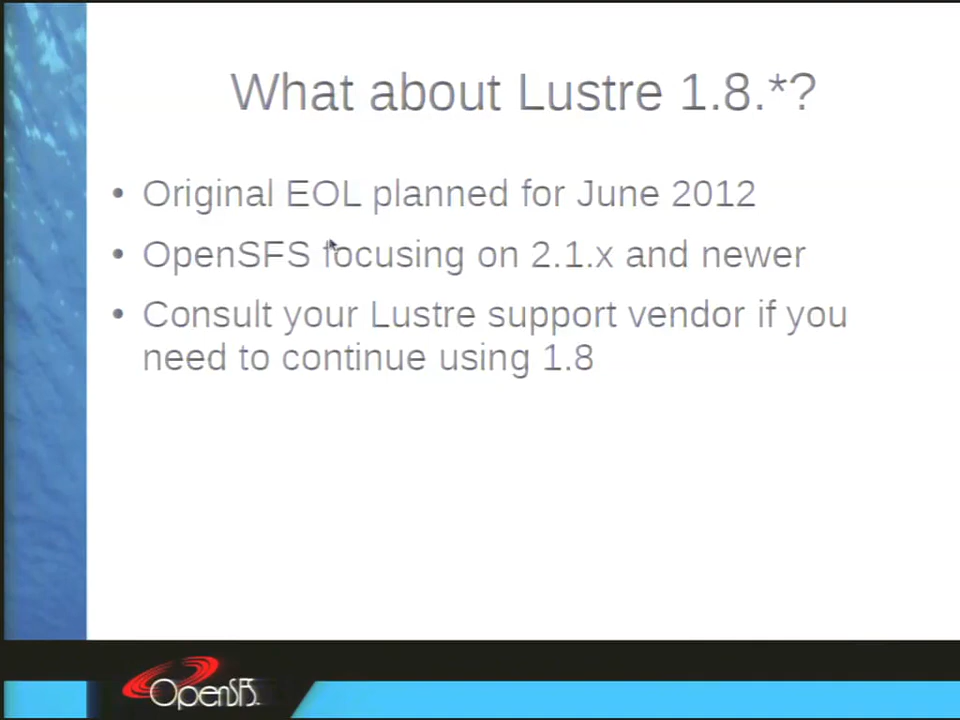 What about Lustre 1.8.*?
• Original EOL planned for June 2012
• OpenSFS focusing on 2.1.x and newer
• Consult your Lustre support vendor if you
need to continue using 1.8
OpenSFS.